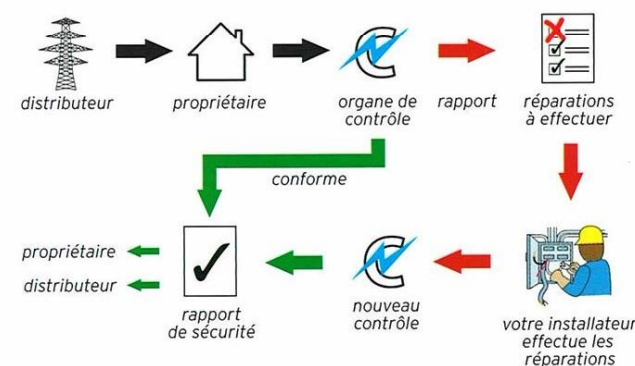 distributeur
propriétaire
organe de
contrôle
rapport
réparations
à effectuer
conforme
propriétaire
distributeur
rapport
de sécurité
nouveau
contrôle
votre installateur
effectue les
réparations